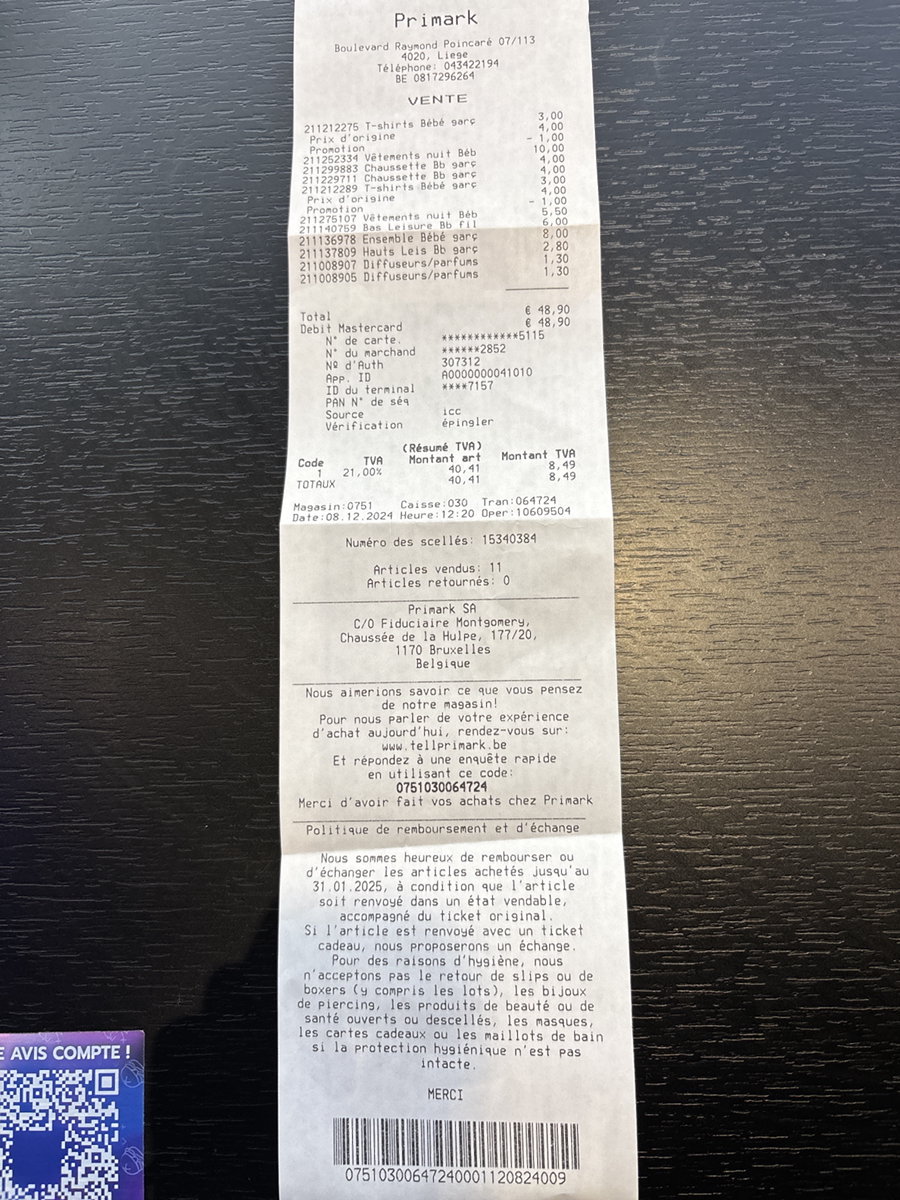 Primark
Boulevard Raymond Poincaré 07/113
4020, Liege
Téléphone: 043422194
BE 0817296264
VENTE
211212275 T-shirts Bébé garç 3,00
Prix d'origine 4,00
Promotion - 1,00
211252334 Vêtements nuit Béb 10,00
211299883 Chaussette Bb garç 4,00
211229711 Chaussette Bb garç 4,00
211212289 T-shirts Bébé garç 3,00
Prix d'origine 4,00
Promotion - 1,00
211275107 Vêtements nuit Béb 5,50
211140759 Bas Leisure Bb fil 6,00
211136978 Ensemble Bébé garç 8,00
211137809 Hauts Leis Bb garç 2,80
211008907 Diffuseurs/parfums 1,30
211008905 Diffuseurs/parfums 1,30
Total € 48,90
Debit Mastercard € 48,90
N° de carte. ************5115
N° du marchand ******2852
Nº d'Auth 307312
App. ID A0000000041010
ID du terminal ****7157
PAN N° de séq
Source icc
Vérification épingler
(Résumé TVA)
Code TVA Montant art Montant TVA
1 21,00% 40,41 8,49
TOTAUX 40,41 8,49
Magasin:0751 Caisse:030 Tran:064724
Date:08.12.2024 Heure:12:20 Oper:10609504
Numéro des scellés: 15340384
Articles vendus: 11
Articles retournés: 0
Primark SA
C/O Fiduciaire Montgomery,
Chaussée de la Hulpe, 177/20,
1170 Bruxelles
Belgique
Nous aimerions savoir ce que vous pensez
de notre magasin!
Pour nous parler de votre expérience
d'achat aujourd'hui, rendez-vous sur:
www.tellprimark.be
Et répondez à une enquête rapide
en utilisant ce code:
0751030064724
Merci d'avoir fait vos achats chez Primark
Politique de remboursement et d'échange
Nous sommes heureux de rembourser ou
d'échanger les articles achetés jusqu'au
31.01.2025, à condition que l'article
soit renvoyé dans un état vendable,
accompagné du ticket original.
Si l'article est renvoyé avec un ticket
cadeau, nous proposerons un échange.
Pour des raisons d'hygiène, nous
n'acceptons pas le retour de slips ou de
boxers (y compris les lots), les bijoux
de piercing, les produits de beauté ou de
santé ouverts ou descellés, les masques,
les cartes cadeaux ou les maillots de bain
si la protection hygiénique n'est pas
intacte.
MERCI
07510300647240001120824009
E AVIS COMPTE !